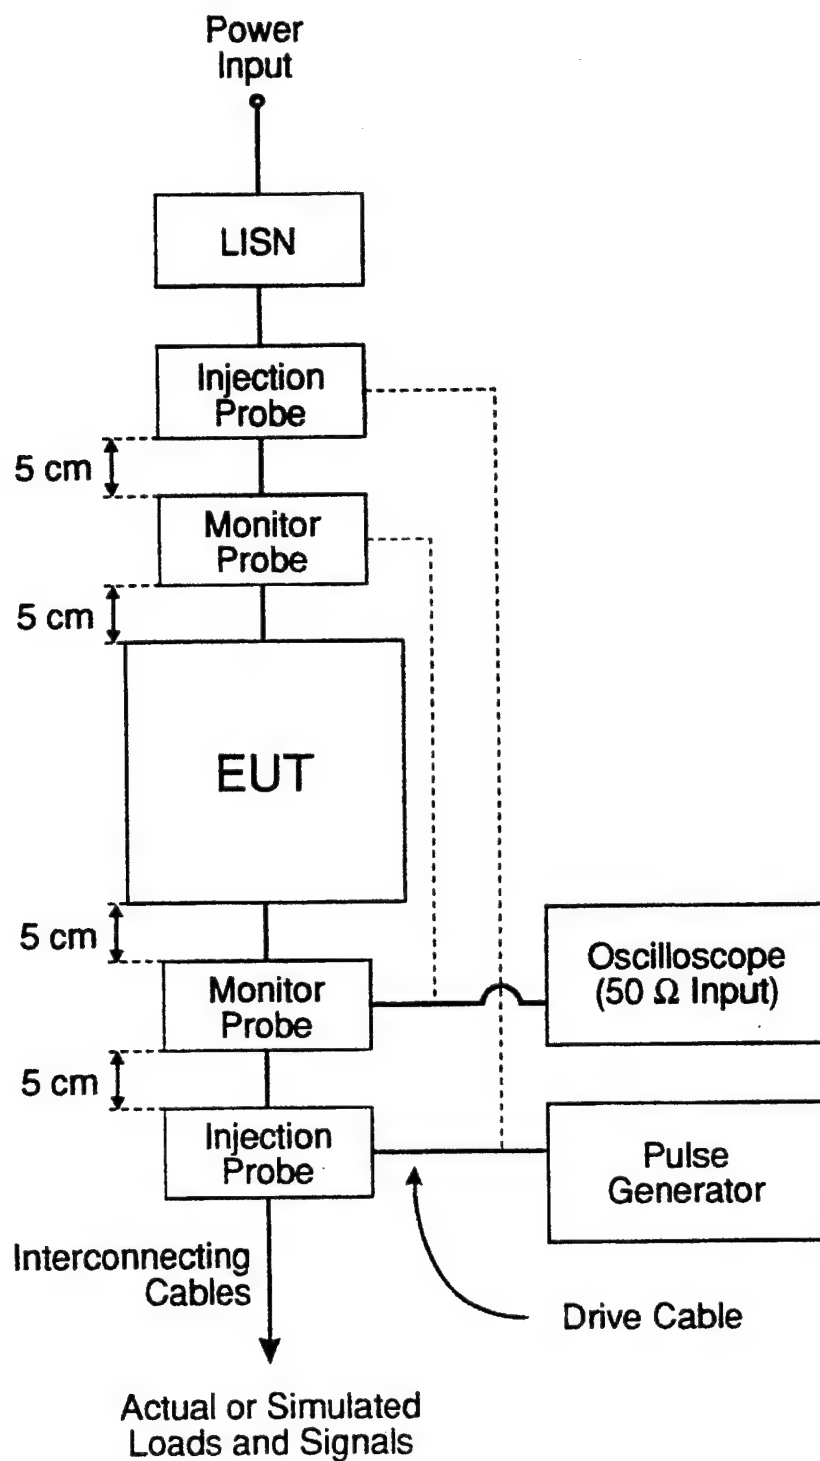 Power
Input
LISN
Injection
Probe
5 cm
Monitor
Probe
5 cm
EUT
5 cm
Monitor
Probe
Oscilloscope
(50 Ω Input)
5 cm
Injection
Probe
Pulse
Generator
Interconnecting
Cables
Drive Cable
Actual or Simulated
Loads and Signals